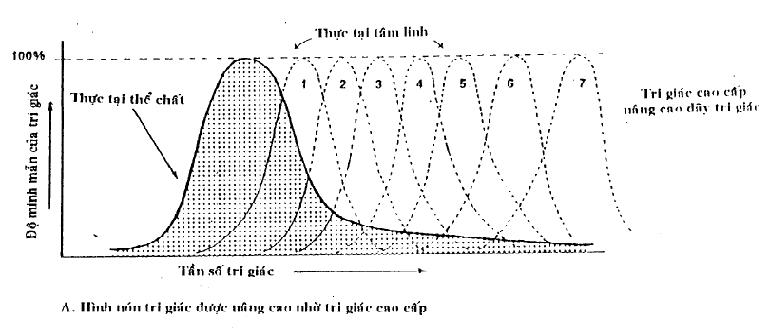 Thực tại tâm linh
100%
Thực tại thể chất
1 2 3 4 5 6 7
Tri giác cao cấp
nâng cao dãy tri giác
Độ minh mẫn của tri giác
Tần số tri giác
A. Hình nón tri giác được nâng cao nhờ tri giác cao cấp